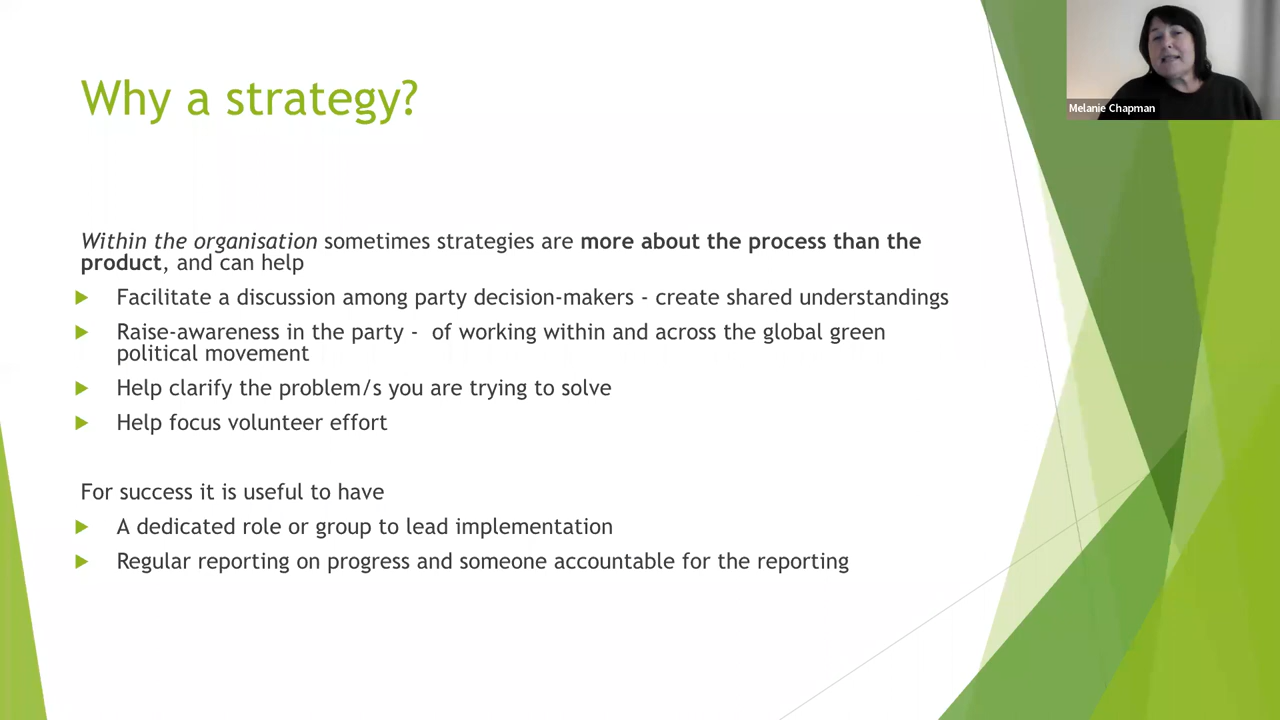 Why a strategy?
Melanie Chapman
Within the organisation sometimes strategies are more about the process than the
product, and can help
Facilitate a discussion among party decision-makers - create shared understandings
Raise-awareness in the party -  of working within and across the global green
political movement
Help clarify the problem/s you are trying to solve
Help focus volunteer effort
For success it is useful to have
A dedicated role or group to lead implementation
Regular reporting on progress and someone accountable for the reporting